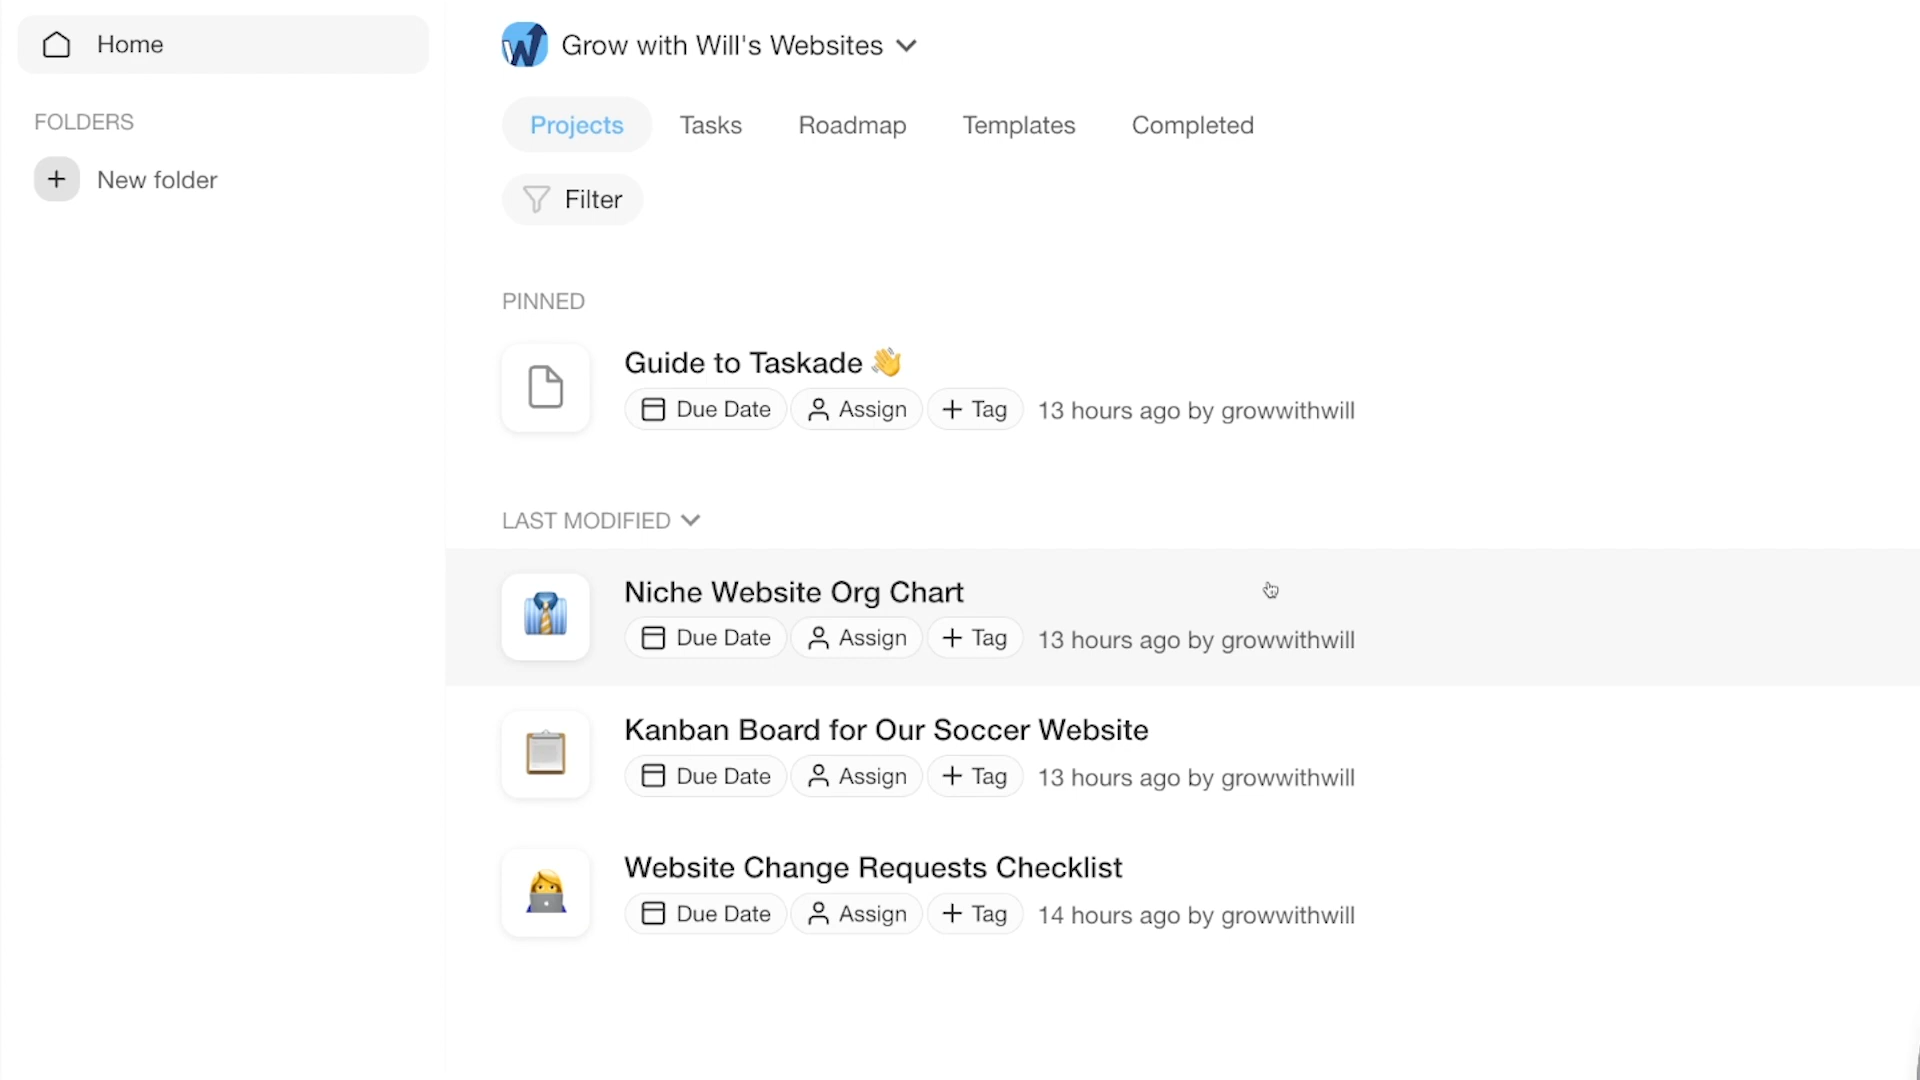 Home
FOLDERS
+ New folder
W Grow with Will's Websites
Projects Tasks Roadmap Templates Completed
Filter
PINNED
Guide to Taskade 👋
Due Date Assign + Tag 13 hours ago by growwithwill
LAST MODIFIED
Niche Website Org Chart
Due Date Assign + Tag 13 hours ago by growwithwill
Kanban Board for Our Soccer Website
Due Date Assign + Tag 13 hours ago by growwithwill
Website Change Requests Checklist
Due Date Assign + Tag 14 hours ago by growwithwill